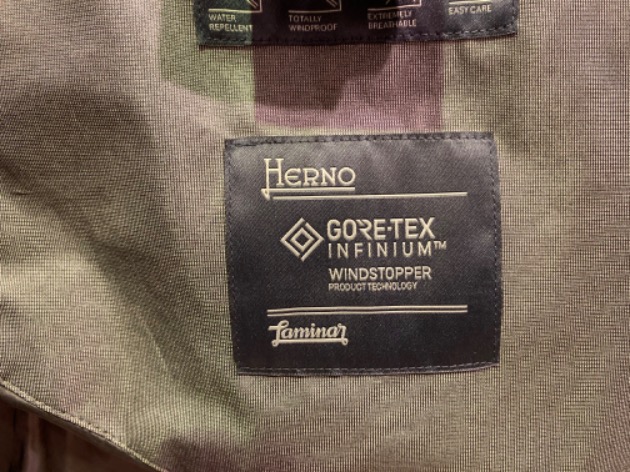 WATER
REPELLENT
TOTALLY
WINDPROOF
EXTREMELY
BREATHABLE
EASY CARE
HERNO
GORE-TEX
INFINIUM™
WINDSTOPPER
PRODUCT TECHNOLOGY
Laminar